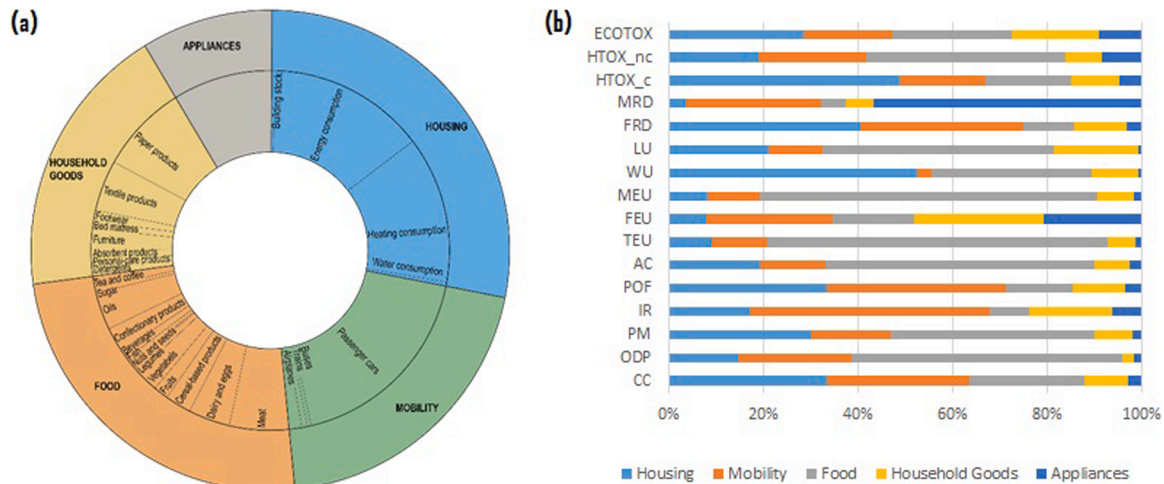 (a)
APPLIANCES
HOUSING
Building stock
Energy consumption
Heating consumption
Water consumption
MOBILITY
Passenger cars
Buses
Trains
Airplanes
FOOD
Meat
Dairy and eggs
Cereal-based products
Fruits
Vegetabels
Legumes
Nuts and seeds
Fish
Beverages
Confectionary products
Oils
Sugar
Tea and coffee
HOUSEHOLD
GOODS
Detergents
Personal-care products
Absorbent products
Furniture
Bed matress
Footwear
Textile products
Paper products
(b)
ECOTOX
HTOX_nc
HTOX_c
MRD
FRD
LU
WU
MEU
FEU
TEU
AC
POF
IR
PM
ODP
CC
0% 20% 40% 60% 80% 100%
Housing Mobility Food Household Goods Appliances